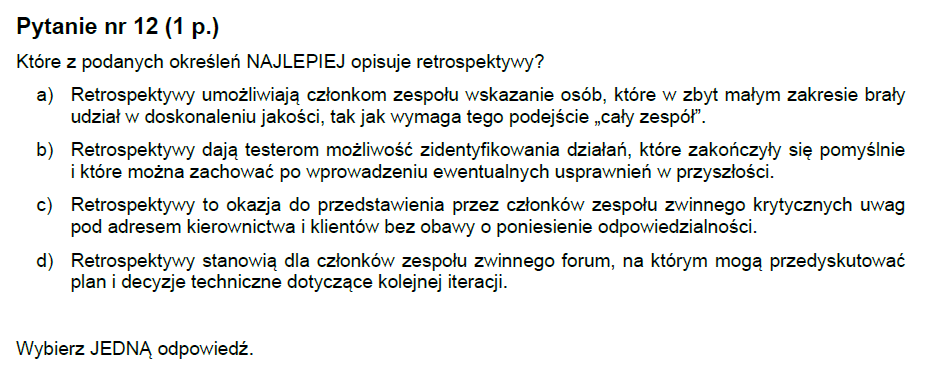 Pytanie nr 12 (1 p.)
Które z podanych określeń NAJLEPIEJ opisuje retrospektywy?
a) Retrospektywy umożliwiają członkom zespołu wskazanie osób, które w zbyt małym zakresie brały
udział w doskonaleniu jakości, tak jak wymaga tego podejście „cały zespół”.
b) Retrospektywy dają testerom możliwość zidentyfikowania działań, które zakończyły się pomyślnie
i które można zachować po wprowadzeniu ewentualnych usprawnień w przyszłości.
c) Retrospektywy to okazja do przedstawienia przez członków zespołu zwinnego krytycznych uwag
pod adresem kierownictwa i klientów bez obawy o poniesienie odpowiedzialności.
d) Retrospektywy stanowią dla członków zespołu zwinnego forum, na którym mogą przedyskutować
plan i decyzje techniczne dotyczące kolejnej iteracji.
Wybierz JEDNĄ odpowiedź.